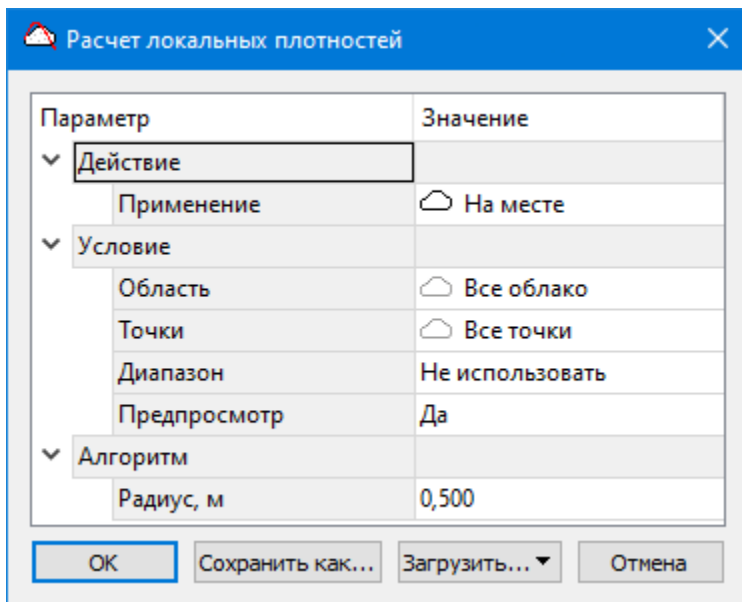 Расчет локальных плотностей
Параметр Значение
Действие
Применение На месте
Условие
Область Все облако
Точки Все точки
Диапазон Не использовать
Предпросмотр Да
Алгоритм
Радиус, м 0,500
ОК Сохранить как... Загрузить... Отмена